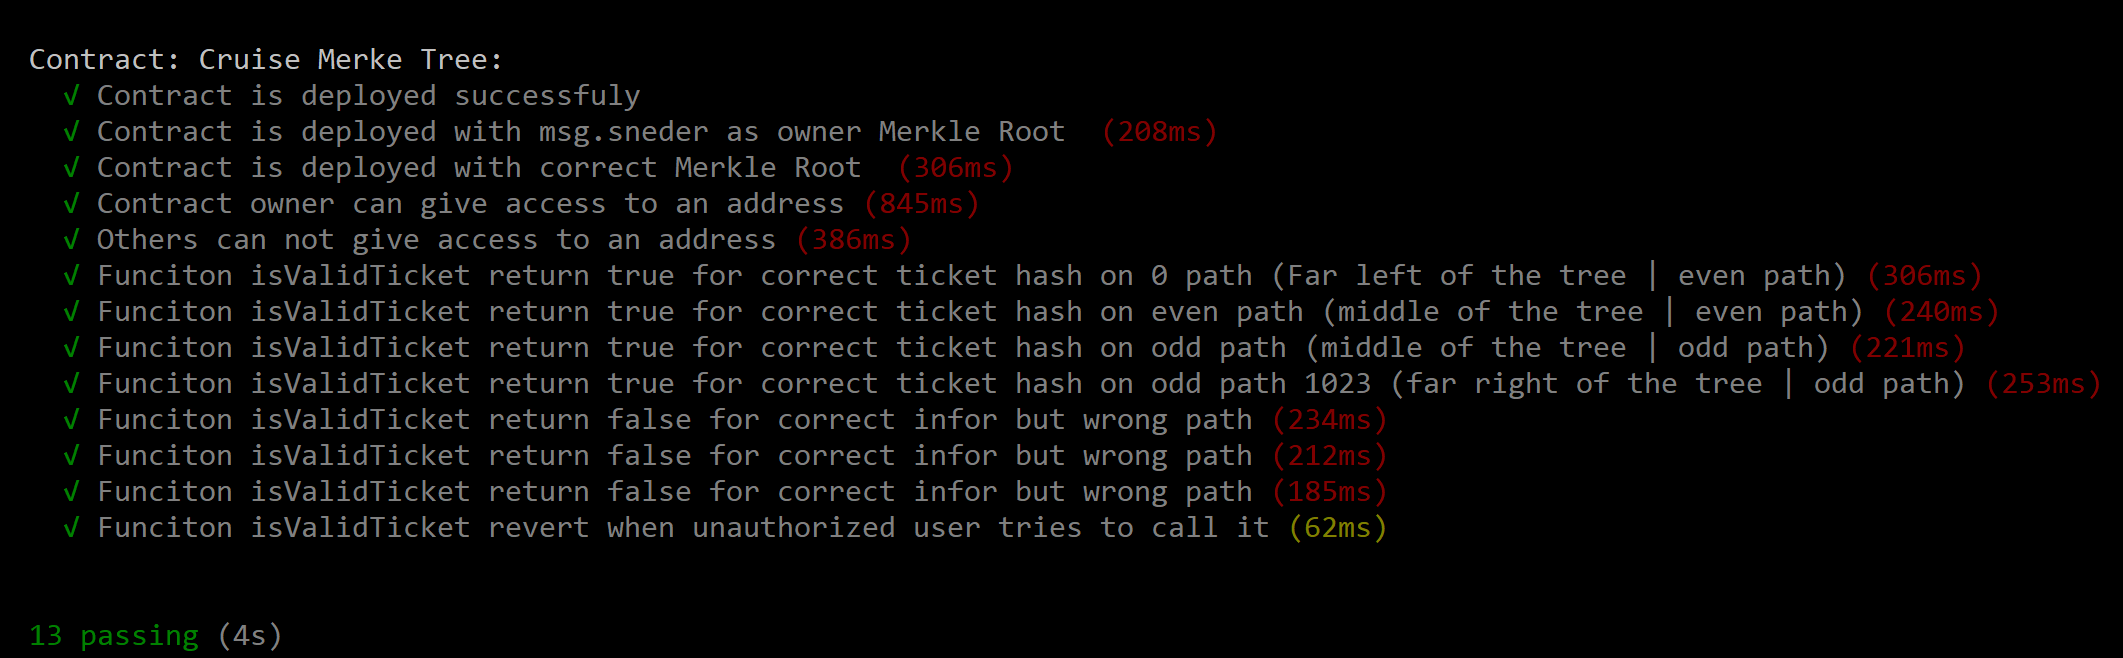 Contract: Cruise Merke Tree:
√ Contract is deployed successfuly
√ Contract is deployed with msg.sneder as owner Merkle Root (208ms)
√ Contract is deployed with correct Merkle Root (306ms)
√ Contract owner can give access to an address (845ms)
√ Others can not give access to an address (386ms)
√ Funciton isValidTicket return true for correct ticket hash on 0 path (Far left of the tree | even path) (306ms)
√ Funciton isValidTicket return true for correct ticket hash on even path (middle of the tree | even path) (240ms)
√ Funciton isValidTicket return true for correct ticket hash on odd path (middle of the tree | odd path) (221ms)
√ Funciton isValidTicket return true for correct ticket hash on odd path 1023 (far right of the tree | odd path) (253ms)
√ Funciton isValidTicket return false for correct infor but wrong path (234ms)
√ Funciton isValidTicket return false for correct infor but wrong path (212ms)
√ Funciton isValidTicket return false for correct infor but wrong path (185ms)
√ Funciton isValidTicket revert when unauthorized user tries to call it (62ms)
13 passing (4s)